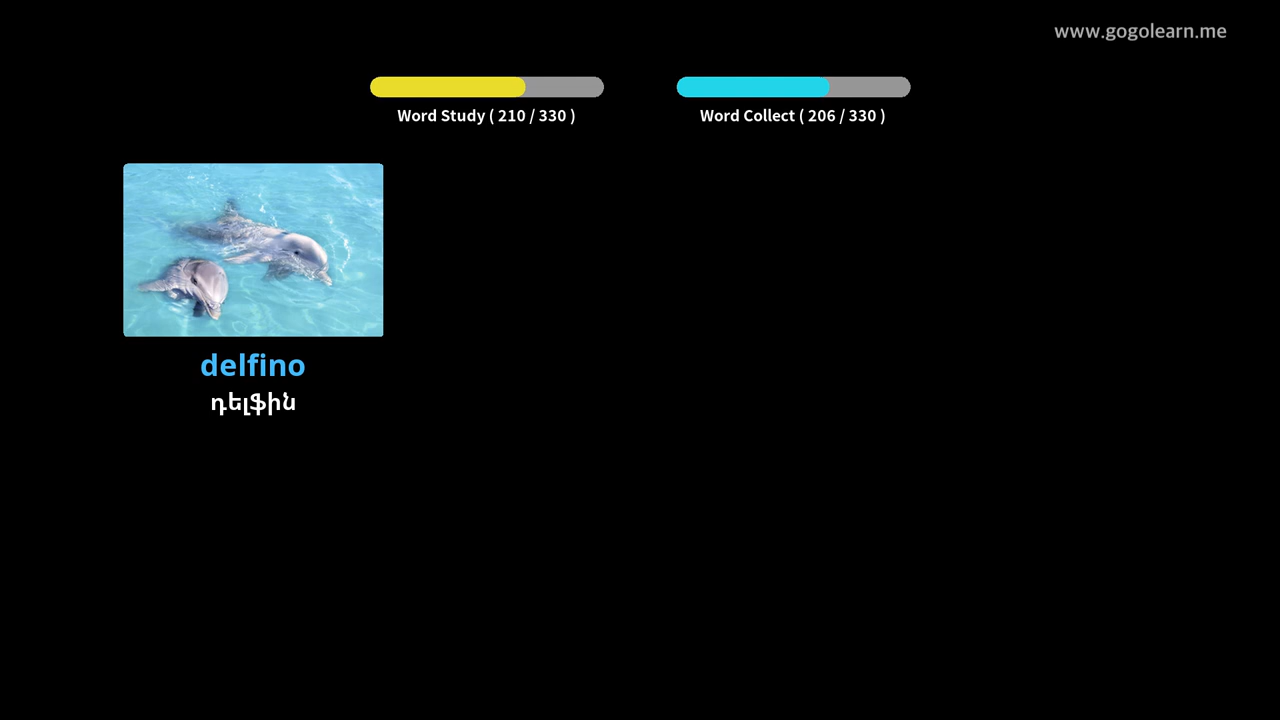 www.gogolearn.me
Word Study ( 210 / 330 )
Word Collect ( 206 / 330 )
delfino
դելֆին